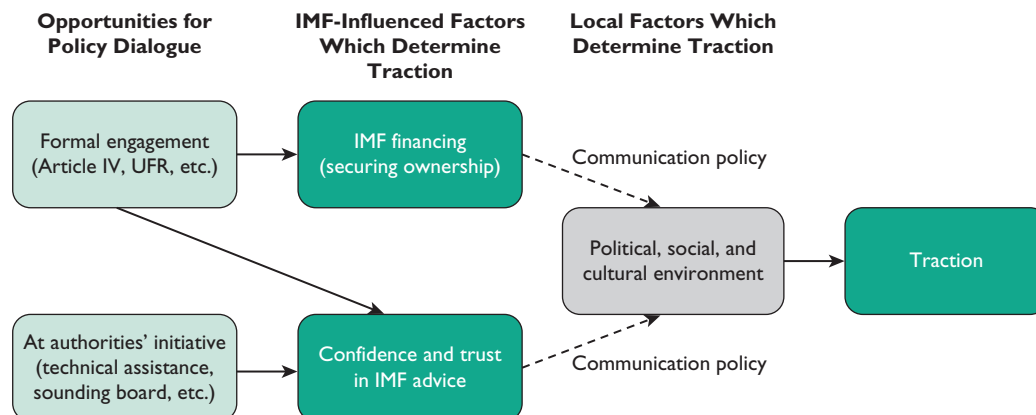 Opportunities for
Policy Dialogue
IMF-Influenced Factors
Which Determine
Traction
Local Factors Which
Determine Traction
Formal engagement
(Article IV, UFR, etc.)
IMF financing
(securing ownership)
Communication policy
Political, social, and
cultural environment
Traction
At authorities’ initiative
(technical assistance,
sounding board, etc.)
Confidence and trust
in IMF advice
Communication policy